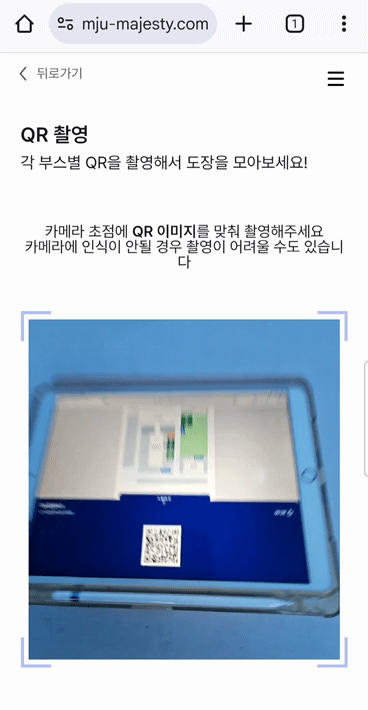 mju-majesty.com
1
뒤로가기
QR 촬영
각 부스별 QR을 촬영해서 도장을 모아보세요!
카메라 초점에 QR 이미지를 맞춰 촬영해주세요
카메라에 인식이 안될 경우 촬영이 어려울 수도 있습니
다